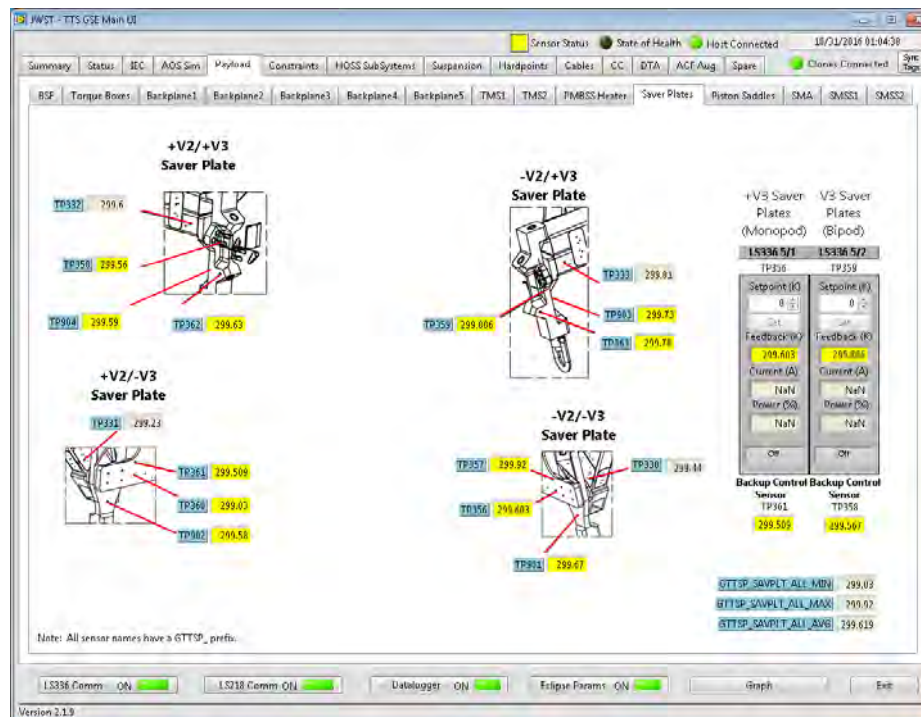 JWST - TTS GSE Main UI
Sensor Status State of Health Host Connected 10/31/2016 01:04:38
Summary Status IEC AOS Sim Payload Constraints HOSS SubSystems Suspension Hardpoints Cables CC DTA ACF Aug Spare Clones Connected Sync Tags
BSF Torque Boxes Backplane1 Backplane2 Backplane3 Backplane4 Backplane5 TMS1 TMS2 PMBSS Heater Saver Plates Piston Saddles SMA SMSS1 SMSS2
+V2/+V3
Saver Plate
TP332 299.6
TP350 299.56
TP904 299.59
TP362 299.63
-V2/+V3
Saver Plate
TP333 299.81
TP359 299.886
TP903 299.73
TP363 299.78
+V2/-V3
Saver Plate
TP331 299.23
TP361 299.509
TP360 299.03
TP902 299.58
-V2/-V3
Saver Plate
TP357 299.92
TP330 299.44
TP356 299.603
TP901 299.67
+V3 Saver V3 Saver
Plates Plates
(Monopod) (Bipod)
LS336 5/1 LS336 5/2
TP356 TP359
Setpoint (K) Setpoint (K)
0 0
Set Set
Feedback (K) Feedback (K)
299.603 299.886
Current (A) Current (A)
NaN NaN
Power (%) Power (%)
NaN NaN
Off Off
Backup Control Backup Control
Sensor Sensor
TP361 TP358
299.509 299.567
GTTSP_SAVPLT_ALL_MIN 299.03
GTTSP_SAVPLT_ALL_MAX 299.92
GTTSP_SAVPLT_ALL_AVG 299.619
Note: All sensor names have a GTTSP_ prefix.
LS336 Comm ON LS218 Comm ON Datalogger ON Eclipse Params ON Graph Exit
Version 2.1.9